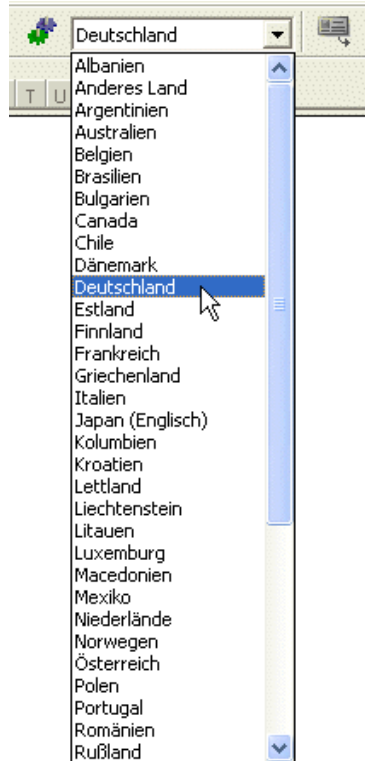 Deutschland
T U
Albanien
Anderes Land
Argentinien
Australien
Belgien
Brasilien
Bulgarien
Canada
Chile
Dänemark
Deutschland
Estland
Finnland
Frankreich
Griechenland
Italien
Japan (Englisch)
Kolumbien
Kroatien
Lettland
Liechtenstein
Litauen
Luxemburg
Macedonien
Mexiko
Niederlände
Norwegen
Österreich
Polen
Portugal
Romänien
Rußland